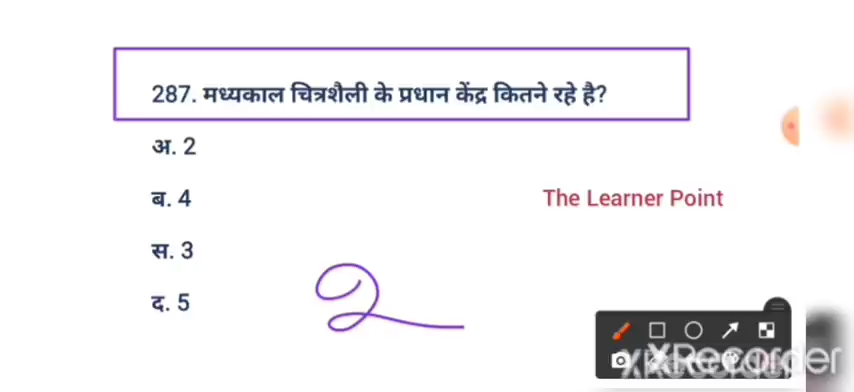 287. मध्यकाल चित्रशैली के प्रधान केंद्र कितने रहे है?
अ. 2
ब. 4
The Learner Point
स. 3
द. 5
2
XRecorder